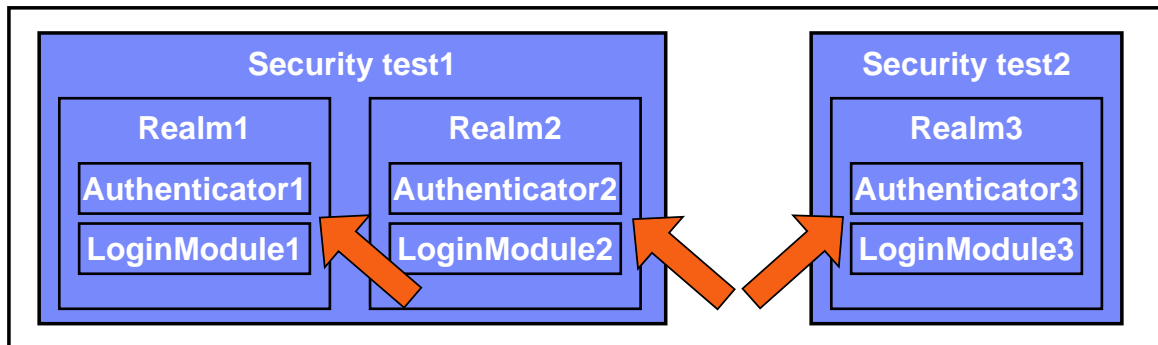 Security test1
Realm1
Authenticator1
LoginModule1
Realm2
Authenticator2
LoginModule2
Security test2
Realm3
Authenticator3
LoginModule3